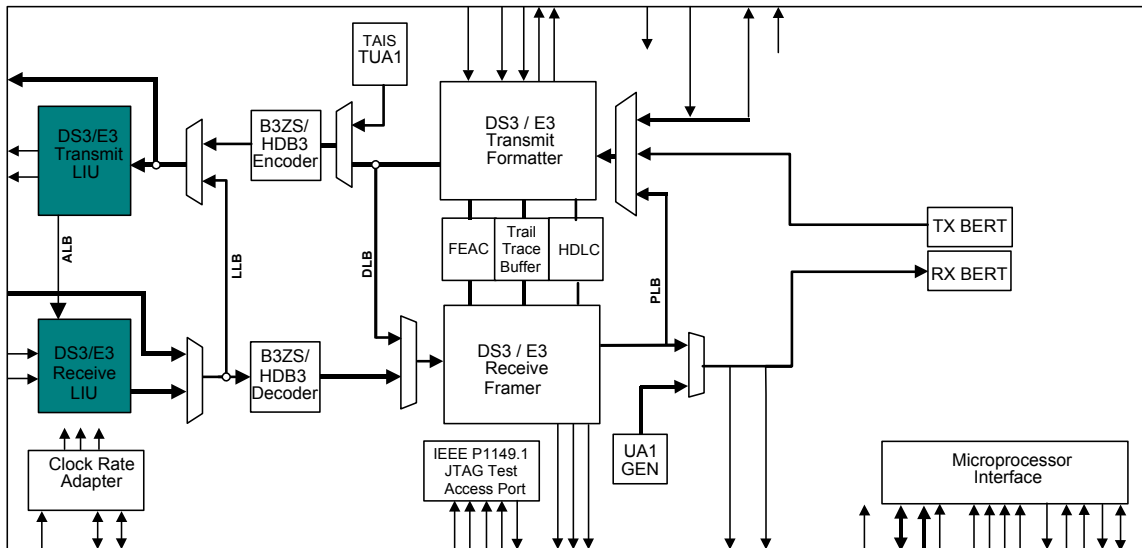 TAIS
TUA1
DS3/E3
Transmit
LIU
B3ZS/
HDB3
Encoder
DS3 / E3
Transmit
Formatter
FEAC
Trail
Trace
Buffer
HDLC
TX BERT
RX BERT
ALB
LLB
DLB
PLB
DS3/E3
Receive
LIU
B3ZS/
HDB3
Decoder
DS3 / E3
Receive
Framer
UA1
GEN
Clock Rate
Adapter
IEEE P1149.1
JTAG Test
Access Port
Microprocessor
Interface